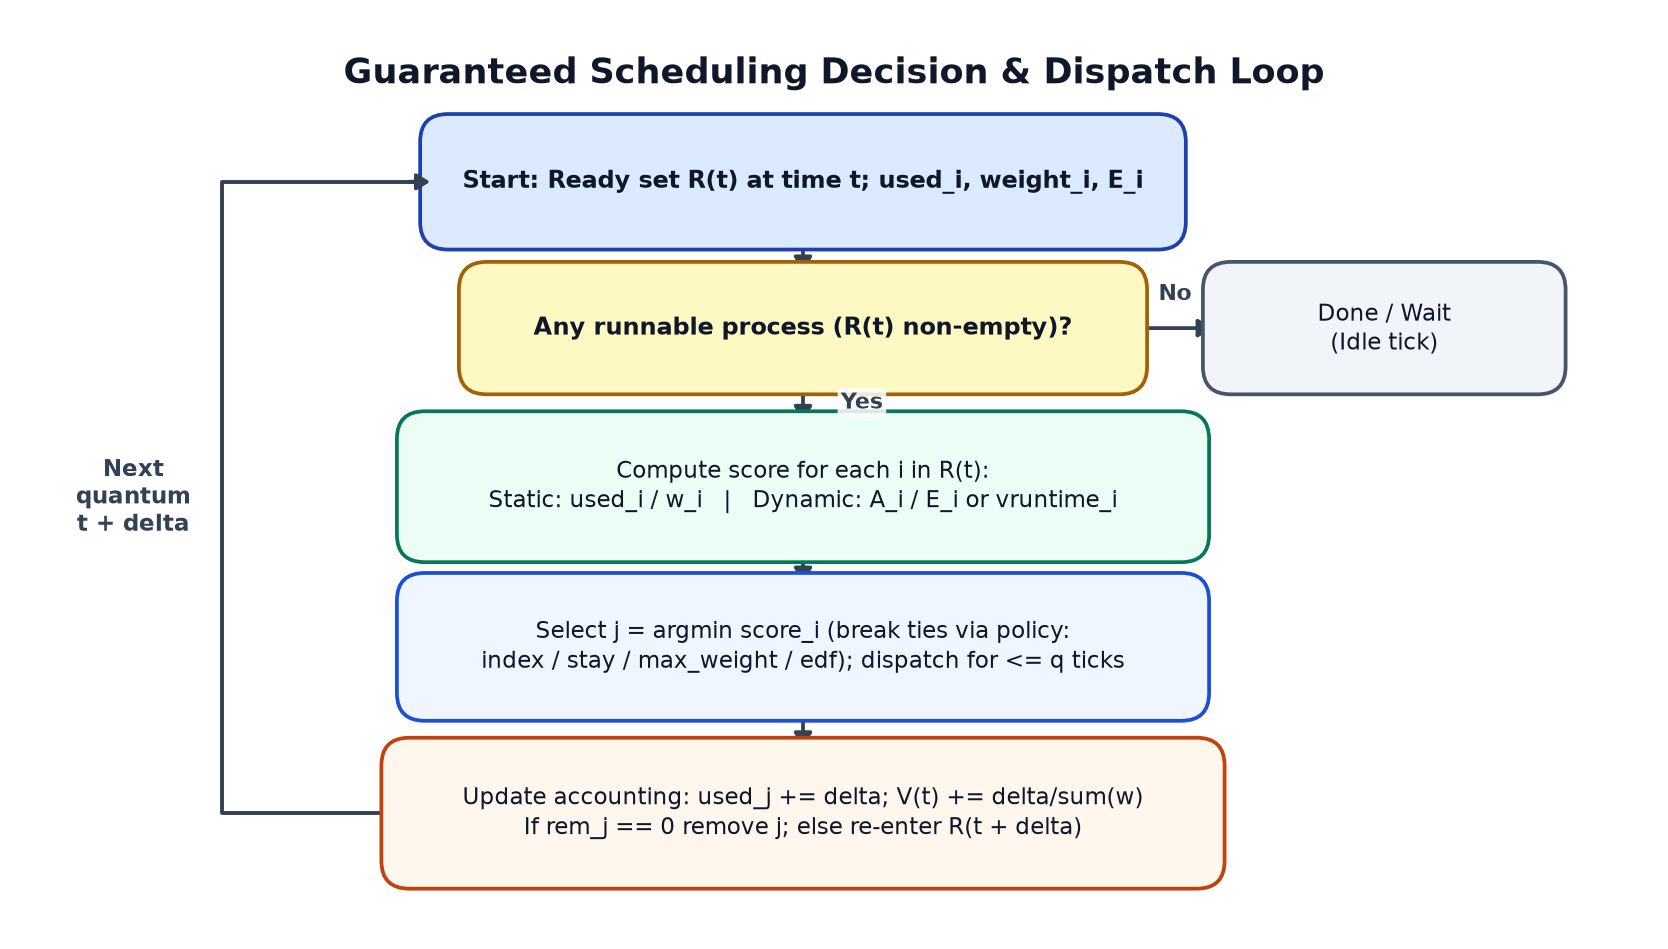 Guaranteed Scheduling Decision & Dispatch Loop
Start: Ready set R(t) at time t; used_i, weight_i, E_i
Any runnable process (R(t) non-empty)?
No
Done / Wait
(Idle tick)
Yes
Compute score for each i in R(t):
Static: used_i / w_i   |   Dynamic: A_i / E_i or vruntime_i
Select j = argmin score_i (break ties via policy:
index / stay / max_weight / edf); dispatch for <= q ticks
Update accounting: used_j += delta; V(t) += delta/sum(w)
If rem_j == 0 remove j; else re-enter R(t + delta)
Next
quantum
t + delta